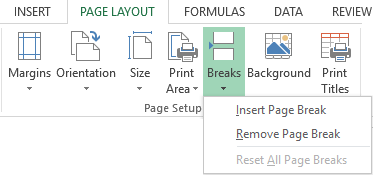 INSERT PAGE LAYOUT FORMULAS DATA REVIEW
Margins Orientation Size Print Area Breaks Background Print Titles
Page Setup
Insert Page Break
Remove Page Break
Reset All Page Breaks